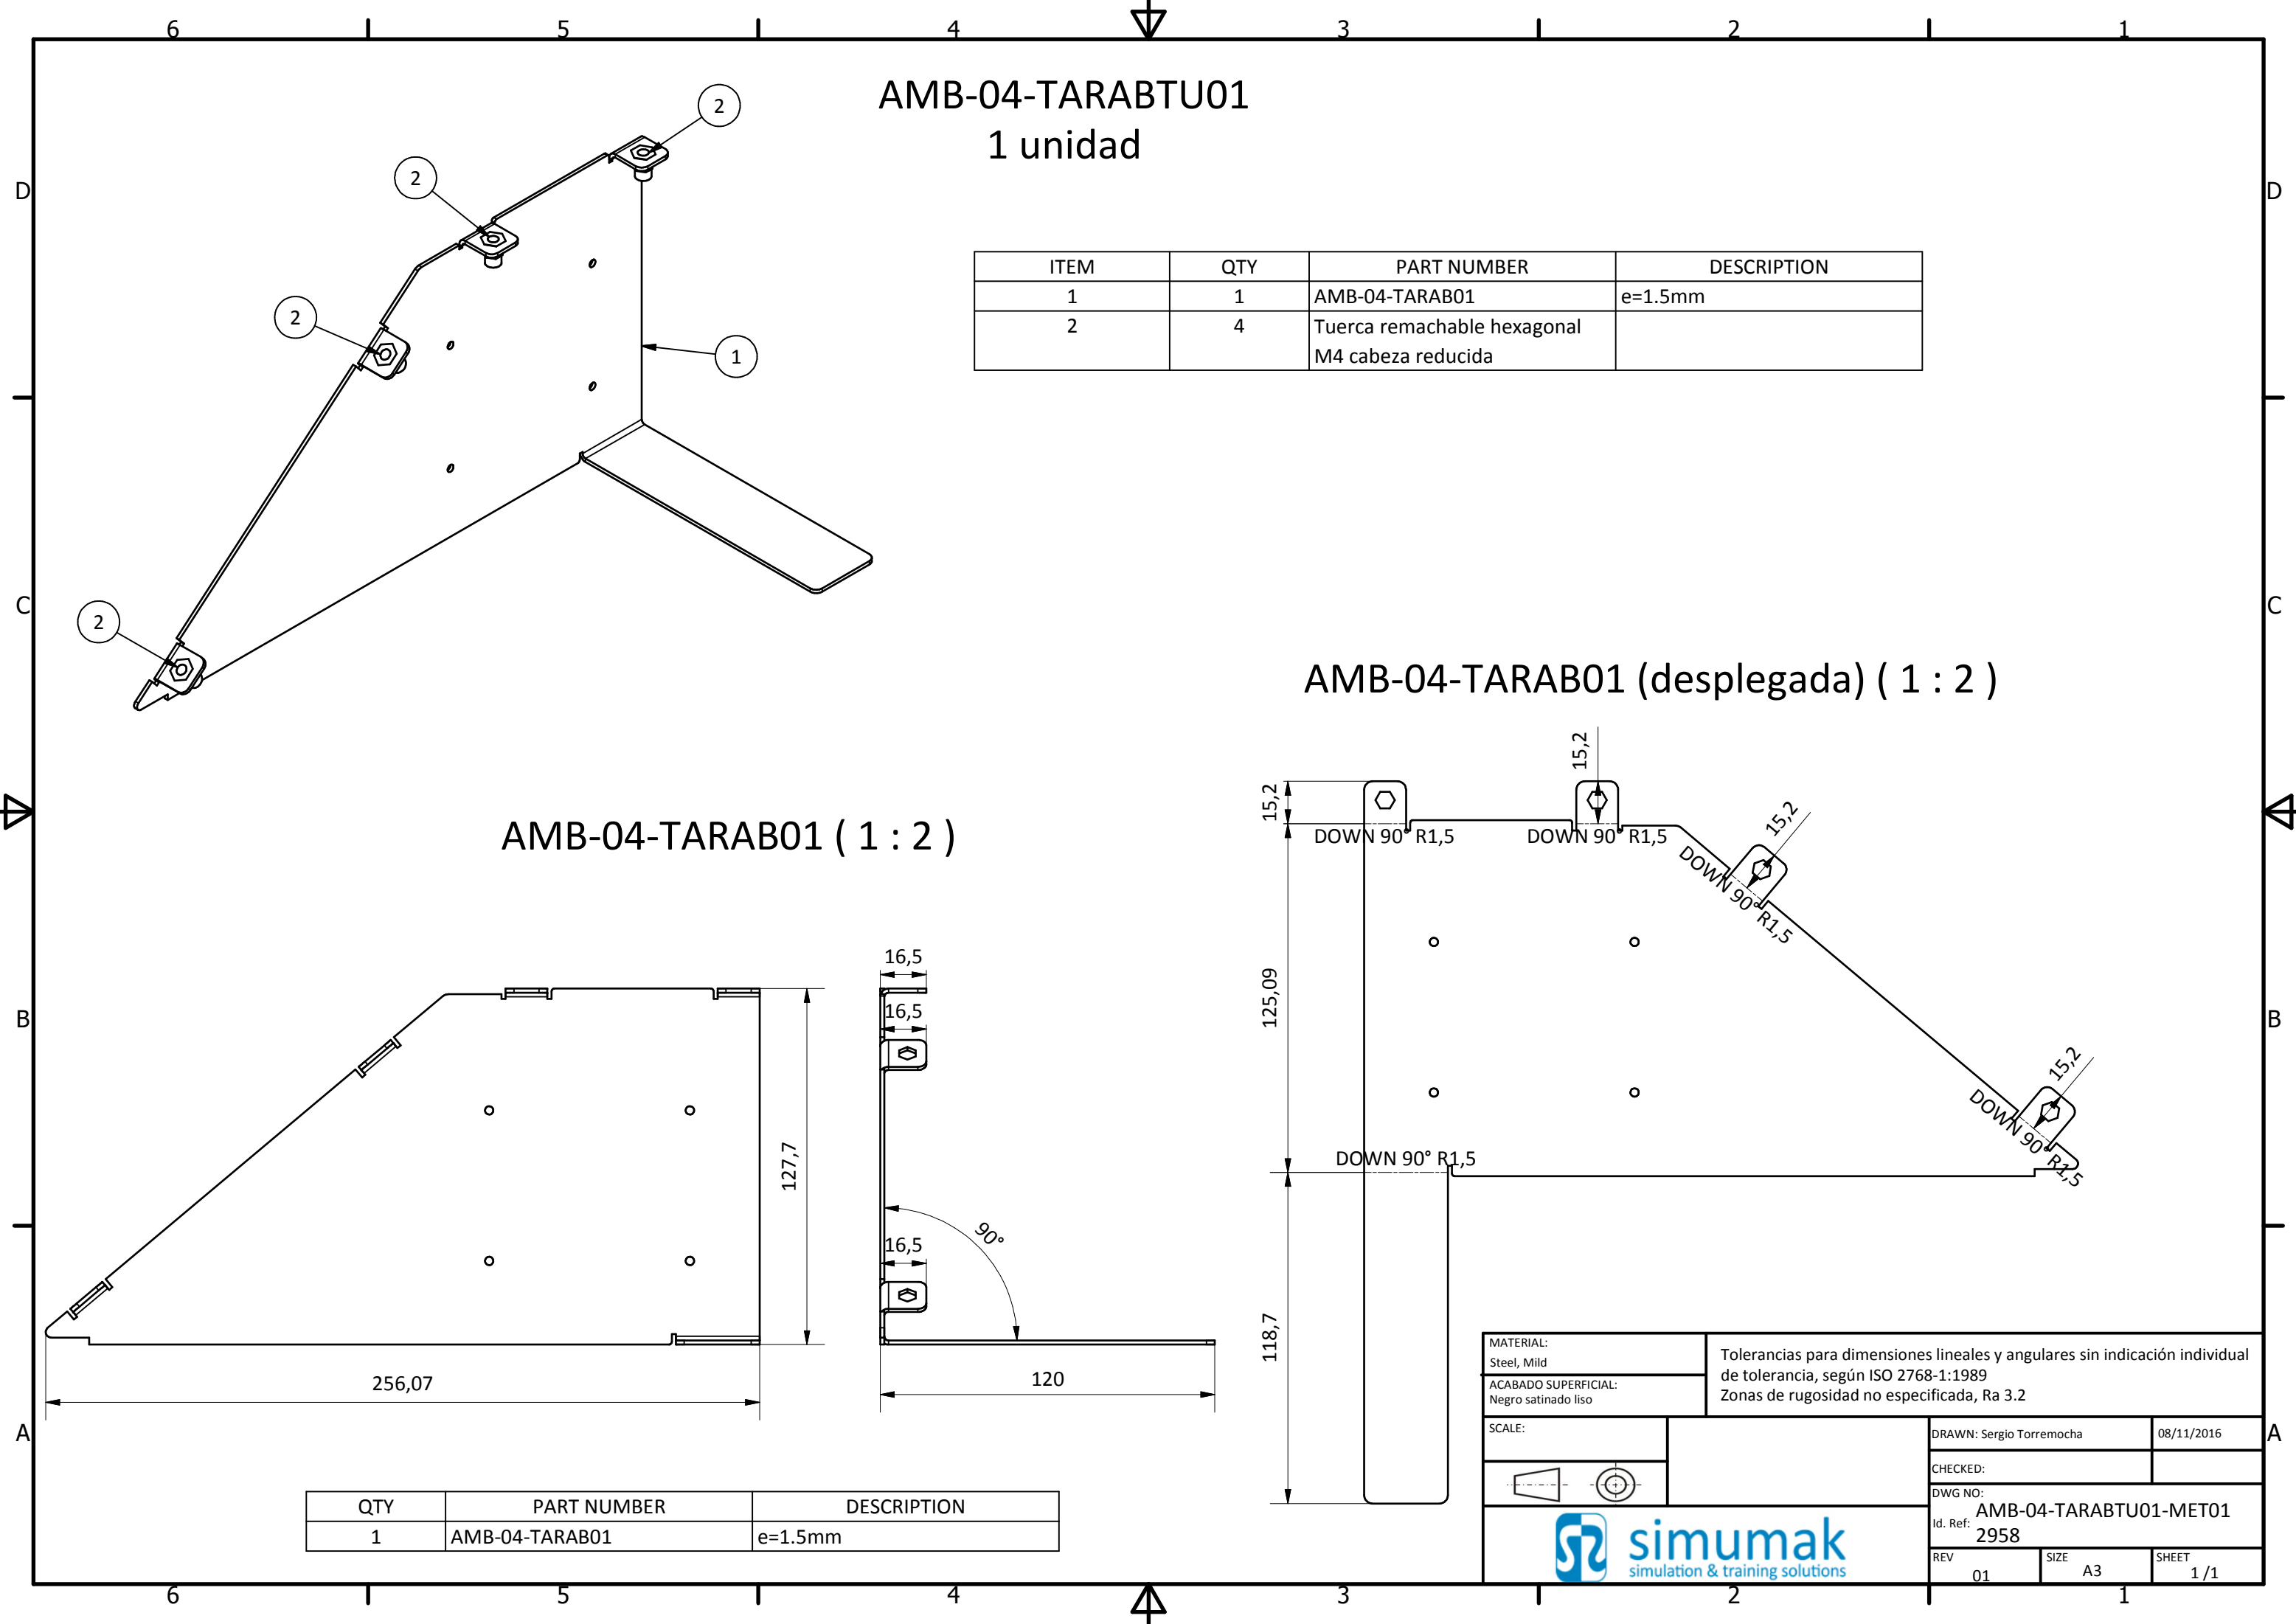 6 5 4 3 2 1
D D
C C
B B
A A
AMB-04-TARABTU01
1 unidad
2
2
2
1
2
ITEM QTY PART NUMBER DESCRIPTION
1 1 AMB-04-TARAB01 e=1.5mm
2 4 Tuerca remachable hexagonal
M4 cabeza reducida
AMB-04-TARAB01 (desplegada) ( 1 : 2 )
15,2
15,2
15,2
DOWN 90° R1,5
DOWN 90° R1,5
DOWN 90° R1,5
125,09
15,2
DOWN 90° R1,5
DOWN 90° R1,5
118,7
AMB-04-TARAB01 ( 1 : 2 )
16,5
16,5
127,7
16,5
90°
256,07
120
QTY PART NUMBER DESCRIPTION
1 AMB-04-TARAB01 e=1.5mm
MATERIAL:
Steel, Mild
ACABADO SUPERFICIAL:
Negro satinado liso
Tolerancias para dimensiones lineales y angulares sin indicación individual
de tolerancia, según ISO 2768-1:1989
Zonas de rugosidad no especificada, Ra 3.2
SCALE:
DRAWN: Sergio Torremocha 08/11/2016
CHECKED:
DWG NO:
AMB-04-TARABTU01-MET01
Id. Ref:
2958
REV
01
SIZE
A3
SHEET
1 /1
simumak
simulation & training solutions
6 5 4 3 2 1